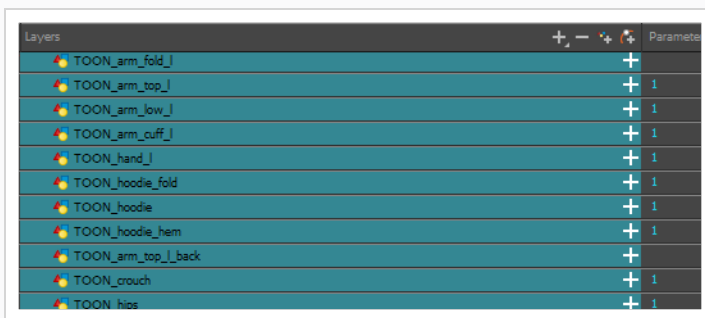 Layers Paramete
TOON_arm_fold_l
TOON_arm_top_l 1
TOON_arm_low_l 1
TOON_arm_cuff_l 1
TOON_hand_l 1
TOON_hoodie_fold 1
TOON_hoodie 1
TOON_hoodie_hem 1
TOON_arm_top_l_back
TOON_crouch 1
TOON_hips 1